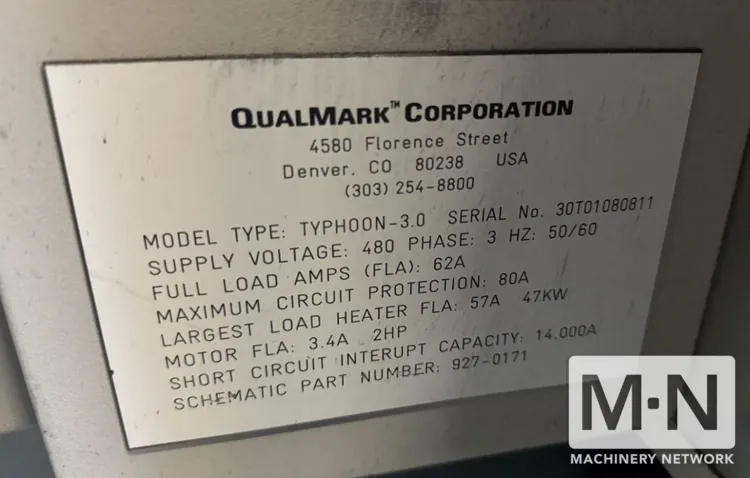 QUALMARK™ CORPORATION
4580 Florence Street
Denver, CO 80238 USA
(303) 254-8800
MODEL TYPE: TYPHOON-3.0 SERIAL No. 30T01080811
SUPPLY VOLTAGE: 480 PHASE: 3 HZ: 50/60
FULL LOAD AMPS (FLA): 62A
MAXIMUM CIRCUIT PROTECTION: 80A
LARGEST LOAD HEATER FLA: 57A 47KW
MOTOR FLA: 3.4A 2HP
SHORT CIRCUIT INTERUPT CAPACITY: 14.000A
SCHEMATIC PART NUMBER: 927-0171
M·N
MACHINERY NETWORK